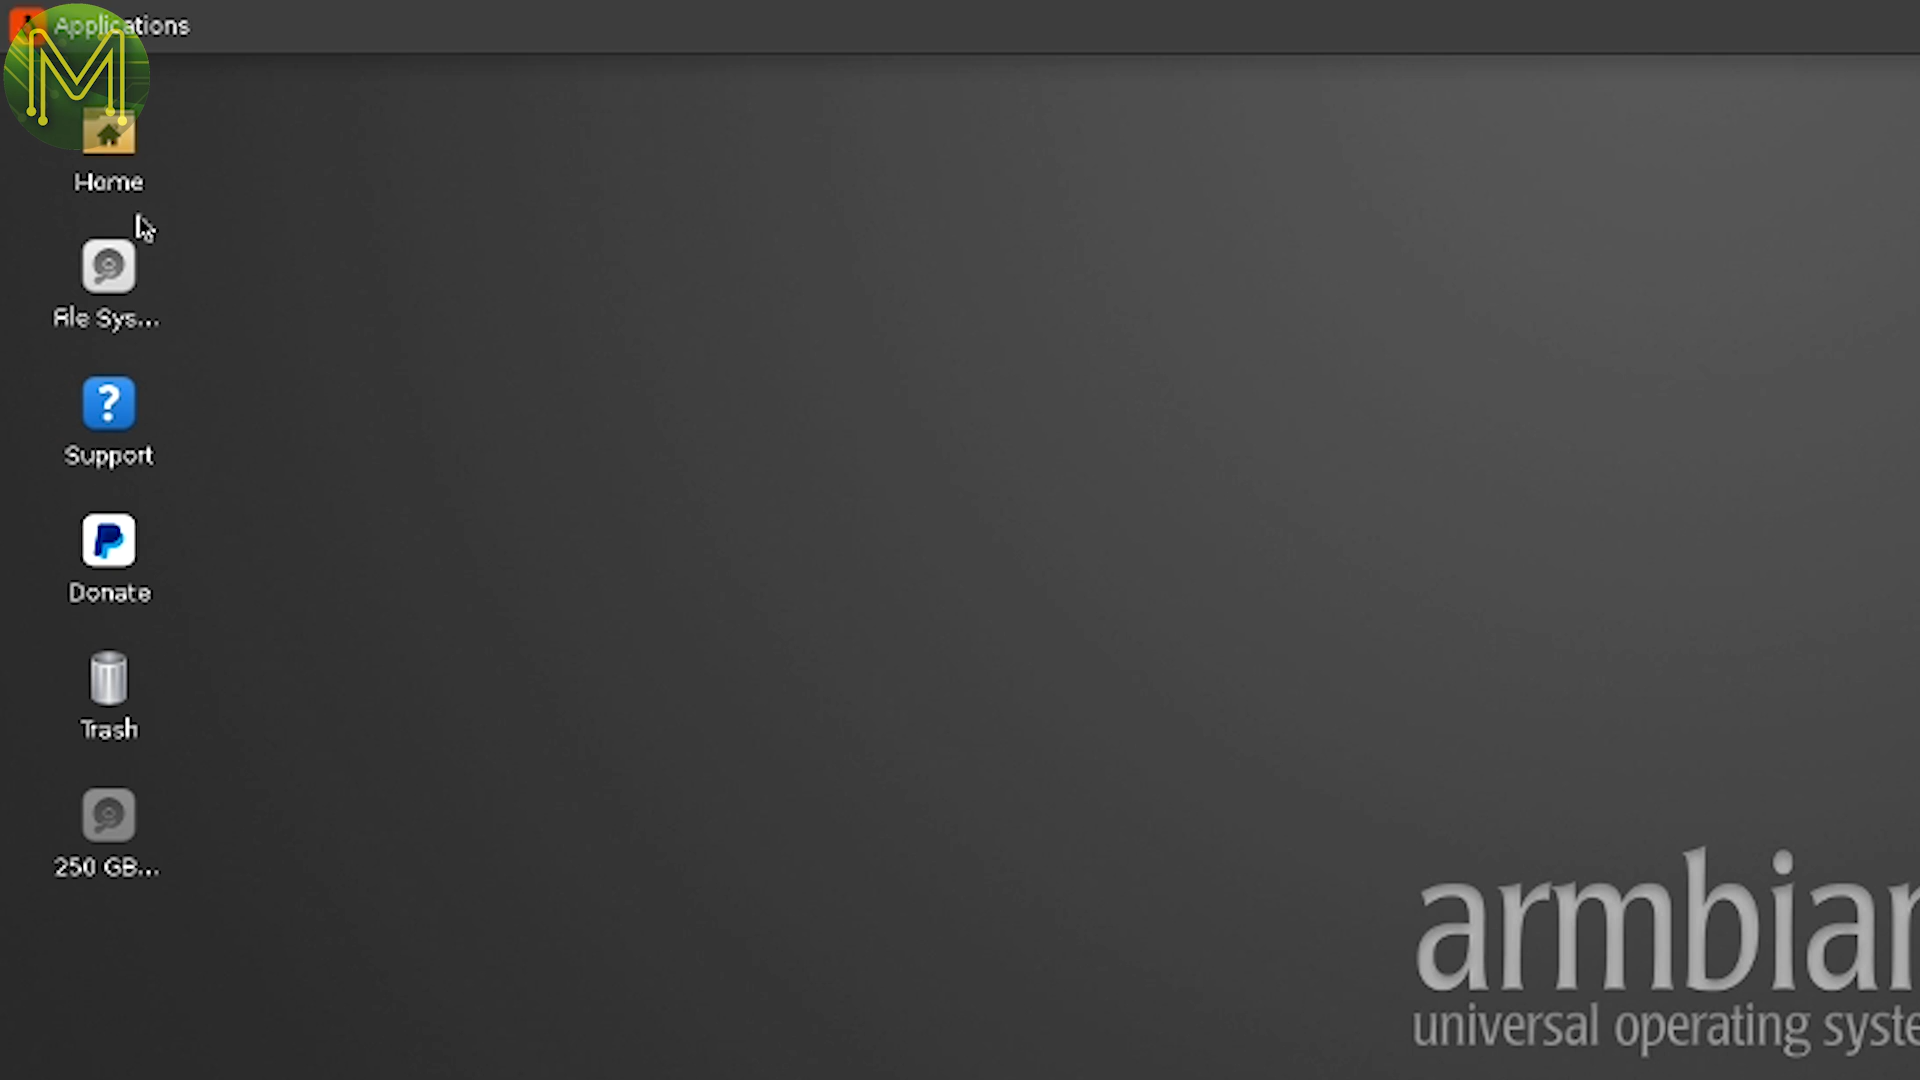 Applications
M
Home
File Sys...
Support
Donate
Trash
250 GB...
armbian
universal operating syste